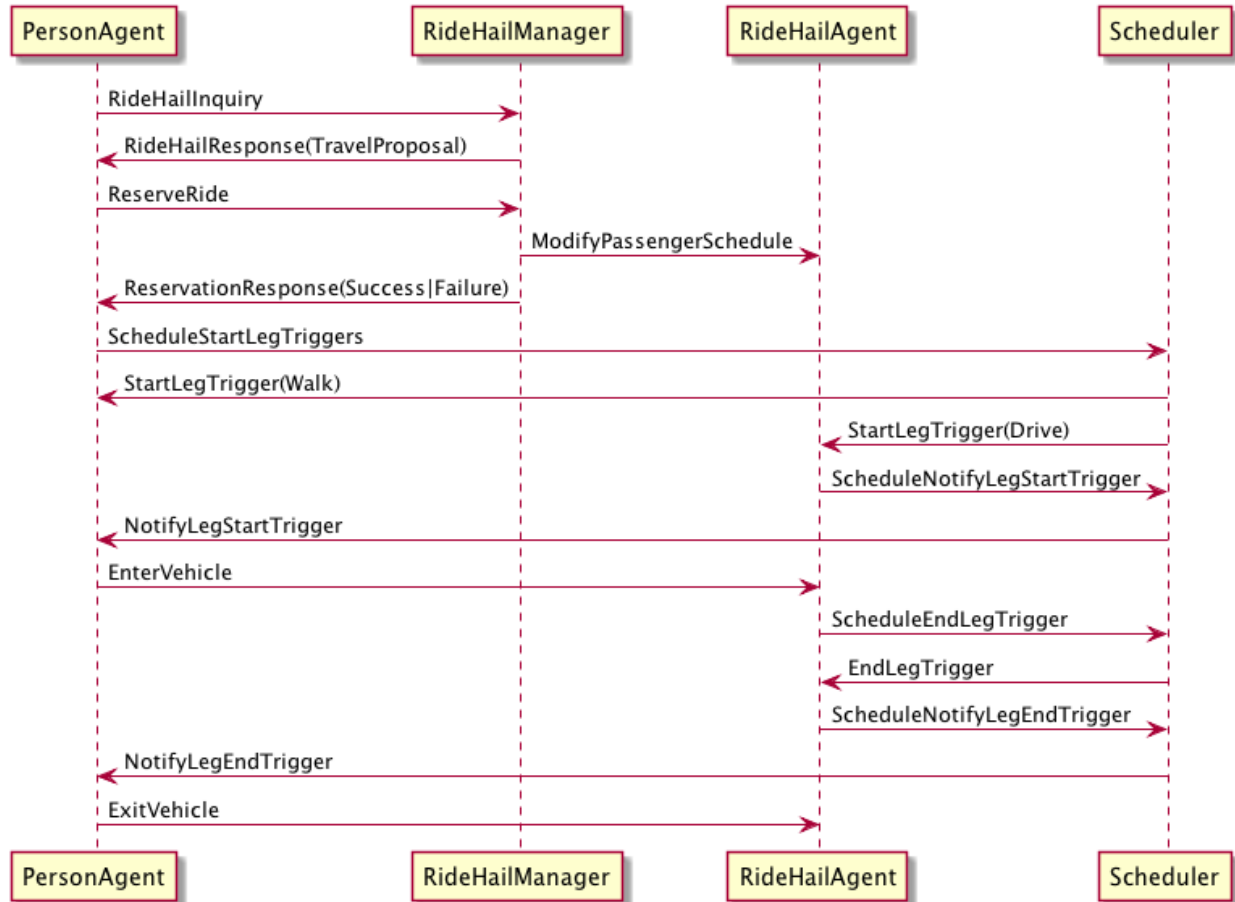 PersonAgent RideHailManager RideHailAgent Scheduler
RideHailInquiry
RideHailResponse(TravelProposal)
ReserveRide
ModifyPassengerSchedule
ReservationResponse(Success|Failure)
ScheduleStartLegTriggers
StartLegTrigger(Walk)
StartLegTrigger(Drive)
ScheduleNotifyLegStartTrigger
NotifyLegStartTrigger
EnterVehicle
ScheduleEndLegTrigger
EndLegTrigger
ScheduleNotifyLegEndTrigger
NotifyLegEndTrigger
ExitVehicle
PersonAgent RideHailManager RideHailAgent Scheduler